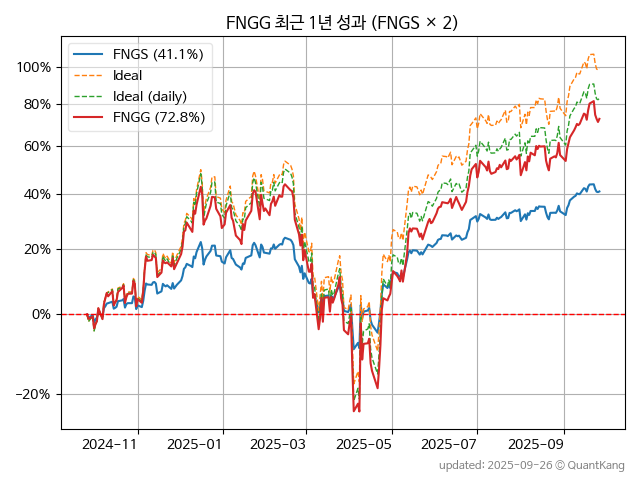 FNGG 최근 1년 성과 (FNGS × 2)
FNGS (41.1%)
Ideal
Ideal (daily)
FNGG (72.8%)
100%
80%
60%
40%
20%
0%
−20%
2024-11
2025-01
2025-03
2025-05
2025-07
2025-09
updated: 2025-09-26 © QuantKang